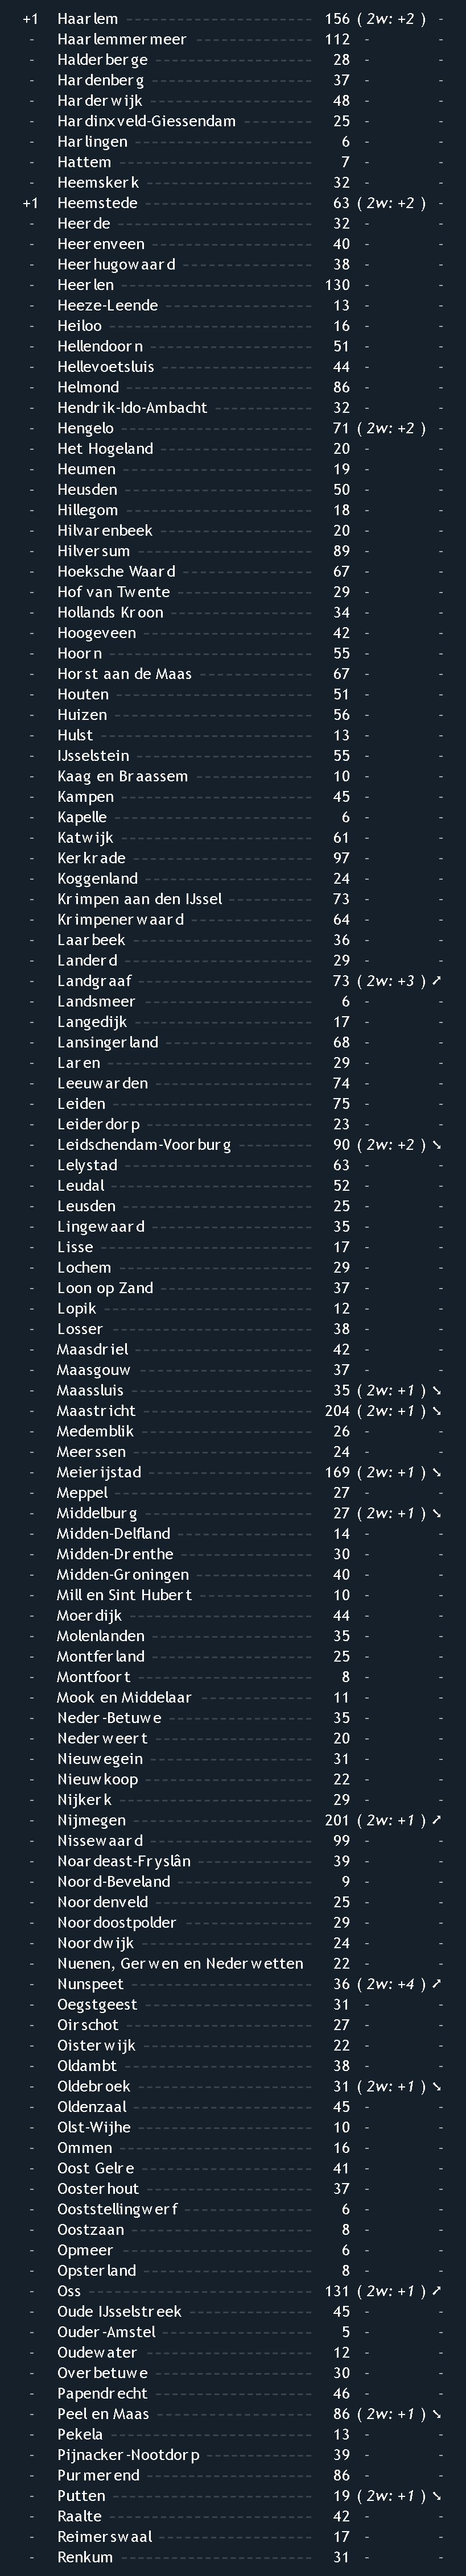 +1 Haarlem 156 ( 2w: +2 ) -
- Haarlemmermeer 112 - -
- Halderberge 28 - -
- Hardenberg 37 - -
- Harderwijk 48 - -
- Hardinxveld-Giessendam 25 - -
- Harlingen 6 - -
- Hattem 7 - -
- Heemskerk 32 - -
+1 Heemstede 63 ( 2w: +2 ) -
- Heerde 32 - -
- Heerenveen 40 - -
- Heerhugowaard 38 - -
- Heerlen 130 - -
- Heeze-Leende 13 - -
- Heiloo 16 - -
- Hellendoorn 51 - -
- Hellevoetsluis 44 - -
- Helmond 86 - -
- Hendrik-Ido-Ambacht 32 - -
- Hengelo 71 ( 2w: +2 ) -
- Het Hogeland 20 - -
- Heumen 19 - -
- Heusden 50 - -
- Hillegom 18 - -
- Hilvarenbeek 20 - -
- Hilversum 89 - -
- Hoeksche Waard 67 - -
- Hof van Twente 29 - -
- Hollands Kroon 34 - -
- Hoogeveen 42 - -
- Hoorn 55 - -
- Horst aan de Maas 67 - -
- Houten 51 - -
- Huizen 56 - -
- Hulst 13 - -
- IJsselstein 55 - -
- Kaag en Braassem 10 - -
- Kampen 45 - -
- Kapelle 6 - -
- Katwijk 61 - -
- Kerkrade 97 - -
- Koggenland 24 - -
- Krimpen aan den IJssel 73 - -
- Krimpenerwaard 64 - -
- Laarbeek 36 - -
- Landerd 29 - -
- Landgraaf 73 ( 2w: +3 ) ➚
- Landsmeer 6 - -
- Langedijk 17 - -
- Lansingerland 68 - -
- Laren 29 - -
- Leeuwarden 74 - -
- Leiden 75 - -
- Leiderdorp 23 - -
- Leidschendam-Voorburg 90 ( 2w: +2 ) ➘
- Lelystad 63 - -
- Leudal 52 - -
- Leusden 25 - -
- Lingewaard 35 - -
- Lisse 17 - -
- Lochem 29 - -
- Loon op Zand 37 - -
- Lopik 12 - -
- Losser 38 - -
- Maasdriel 42 - -
- Maasgouw 37 - -
- Maassluis 35 ( 2w: +1 ) ➘
- Maastricht 204 ( 2w: +1 ) ➘
- Medemblik 26 - -
- Meerssen 24 - -
- Meierijstad 169 ( 2w: +1 ) ➘
- Meppel 27 - -
- Middelburg 27 ( 2w: +1 ) ➘
- Midden-Delfland 14 - -
- Midden-Drenthe 30 - -
- Midden-Groningen 40 - -
- Mill en Sint Hubert 10 - -
- Moerdijk 44 - -
- Molenlanden 35 - -
- Montferland 25 - -
- Montfoort 8 - -
- Mook en Middelaar 11 - -
- Neder-Betuwe 35 - -
- Nederweert 20 - -
- Nieuwegein 31 - -
- Nieuwkoop 22 - -
- Nijkerk 29 - -
- Nijmegen 201 ( 2w: +1 ) ➚
- Nissewaard 99 - -
- Noardeast-Fryslân 39 - -
- Noord-Beveland 9 - -
- Noordenveld 25 - -
- Noordoostpolder 29 - -
- Noordwijk 24 - -
- Nuenen, Gerwen en Nederwetten 22 - -
- Nunspeet 36 ( 2w: +4 ) ➚
- Oegstgeest 31 - -
- Oirschot 27 - -
- Oisterwijk 22 - -
- Oldambt 38 - -
- Oldebroek 31 ( 2w: +1 ) ➘
- Oldenzaal 45 - -
- Olst-Wijhe 10 - -
- Ommen 16 - -
- Oost Gelre 41 - -
- Oosterhout 37 - -
- Ooststellingwerf 6 - -
- Oostzaan 8 - -
- Opmeer 6 - -
- Opsterland 8 - -
- Oss 131 ( 2w: +1 ) ➚
- Oude IJsselstreek 45 - -
- Ouder-Amstel 5 - -
- Oudewater 12 - -
- Overbetuwe 30 - -
- Papendrecht 46 - -
- Peel en Maas 86 ( 2w: +1 ) ➘
- Pekela 13 - -
- Pijnacker-Nootdorp 39 - -
- Purmerend 86 - -
- Putten 19 ( 2w: +1 ) ➘
- Raalte 42 - -
- Reimerswaal 17 - -
- Renkum 31 - -